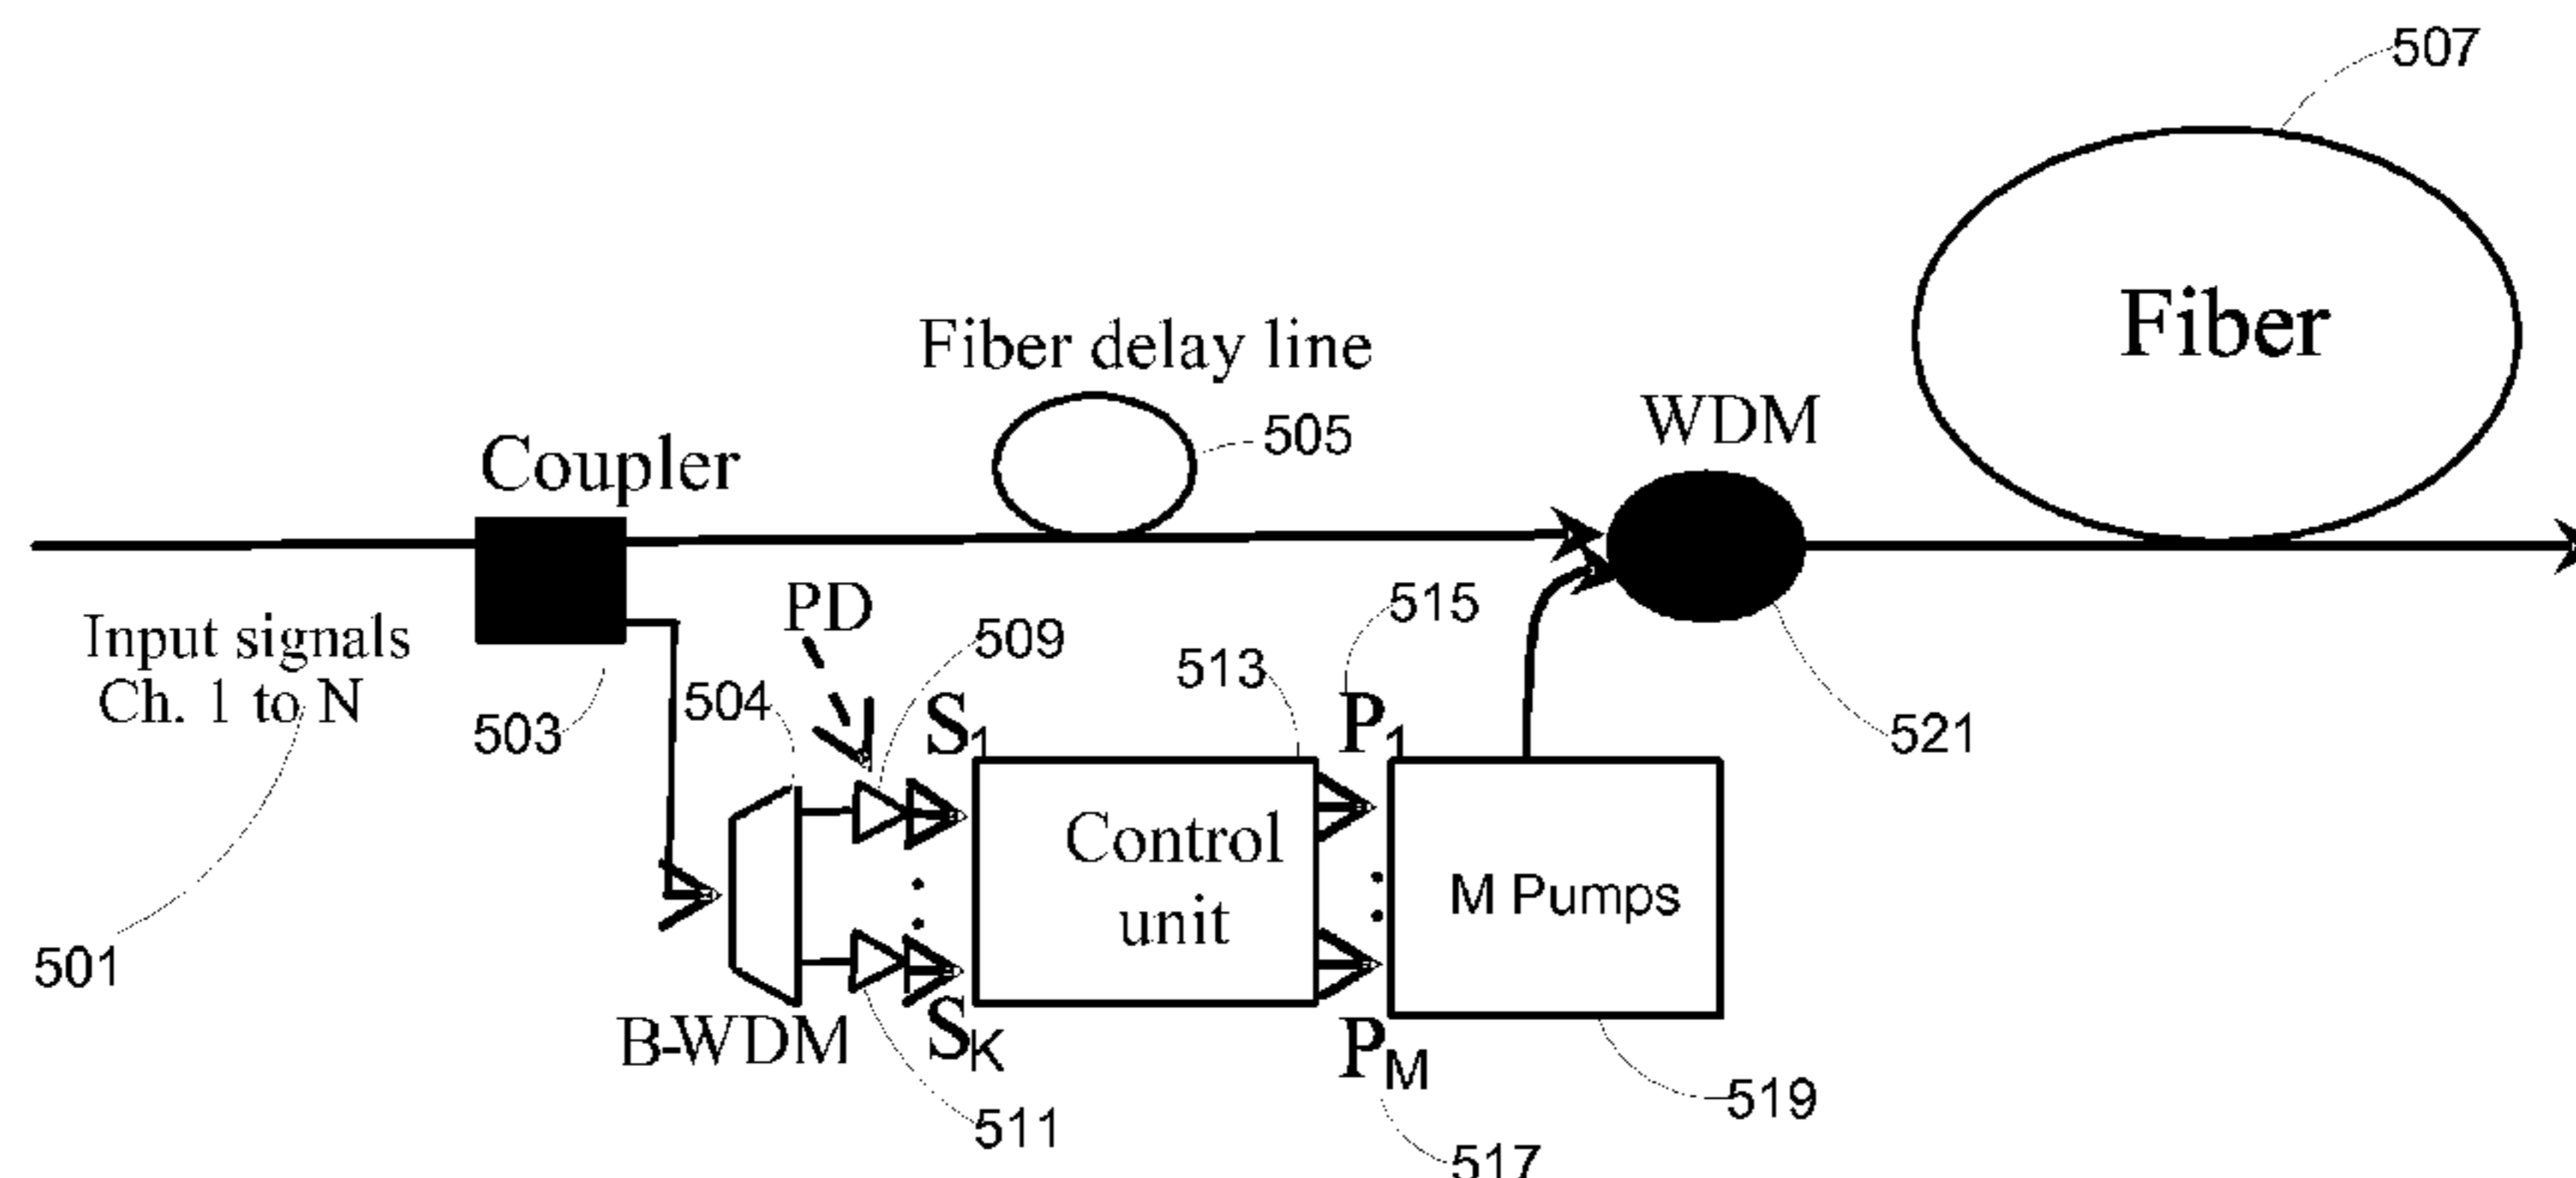 507
Fiber
Fiber delay line
505
WDM
Coupler
Input signals
Ch. 1 to N
501
503
PD
509
504
S1
513
515
P1
521
Control
unit
M Pumps
B-WDM
SK
511
PM
517
519